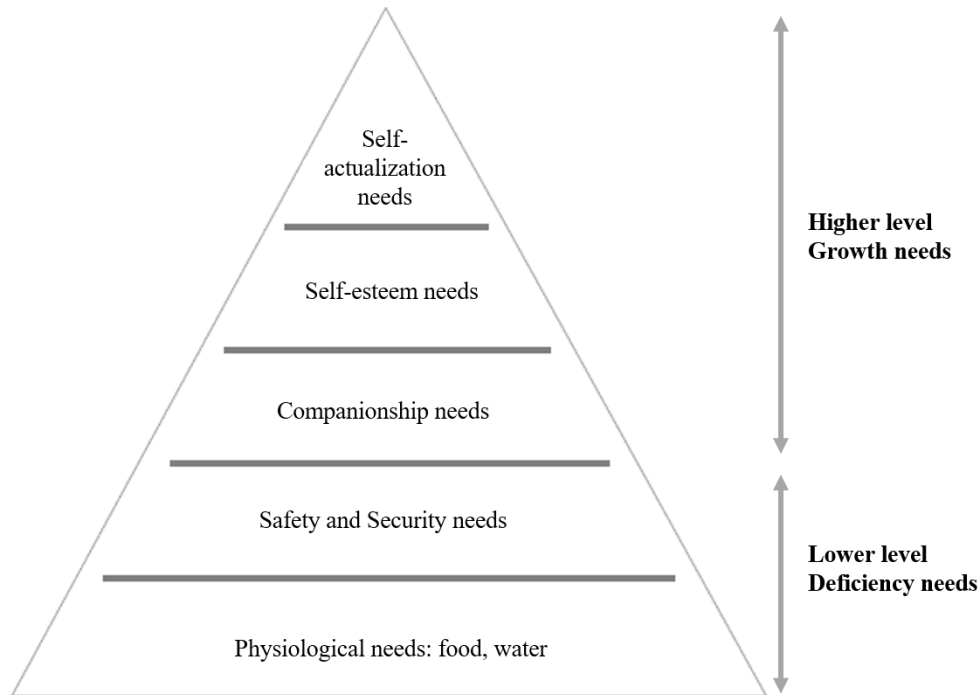 Self-
actualization
needs
Self-esteem needs
Companionship needs
Safety and Security needs
Physiological needs: food, water
Higher level
Growth needs
Lower level
Deficiency needs